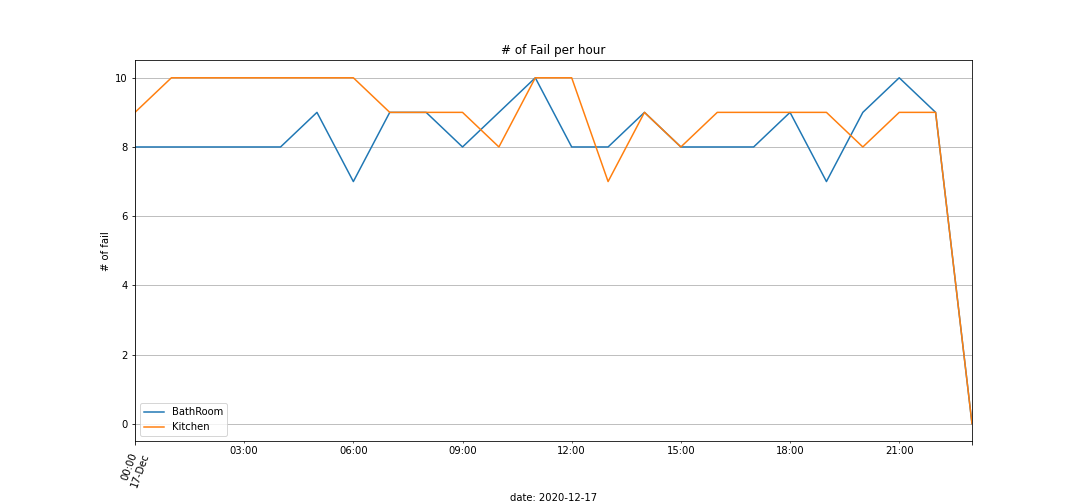 # of Fail per hour
10
8
6
4
2
0
# of fail
BathRoom
Kitchen
00:00
17-Dec
03:00
06:00
09:00
12:00
15:00
18:00
21:00
date: 2020-12-17